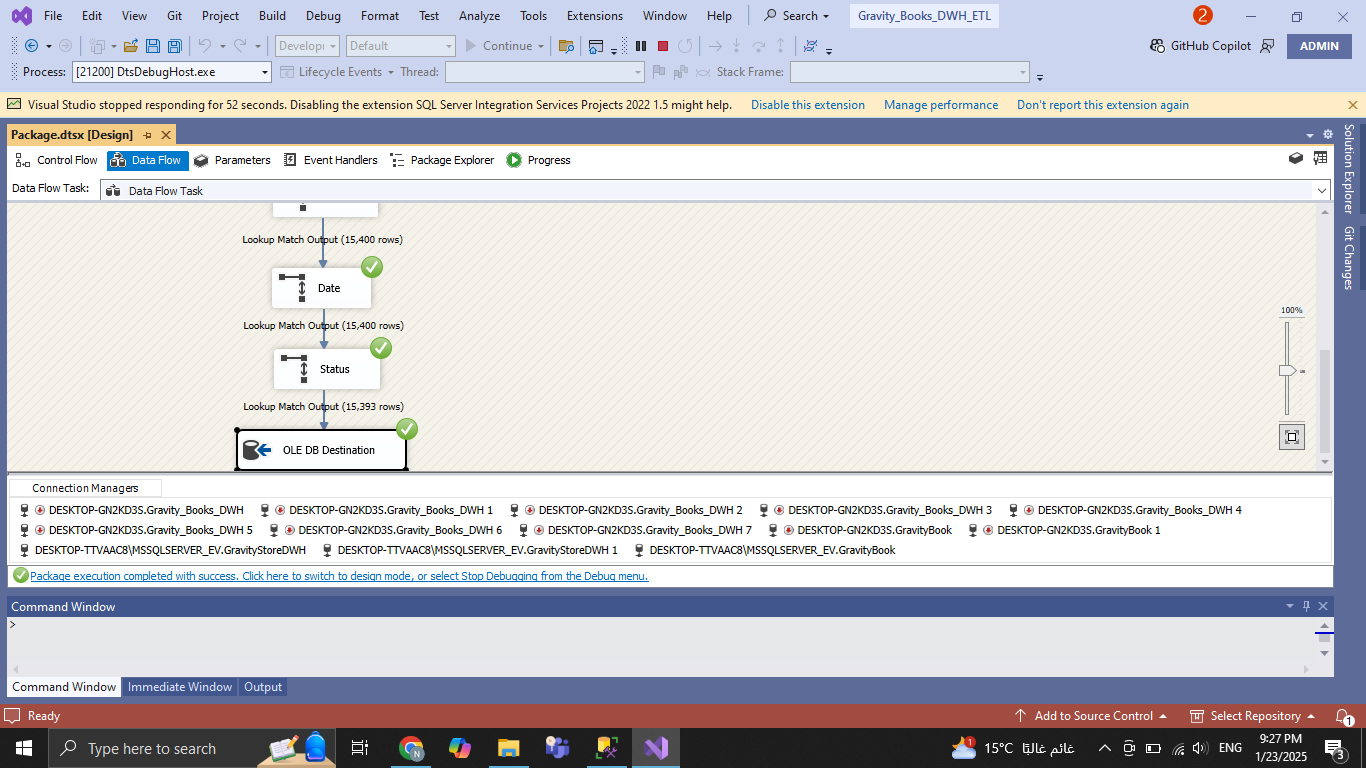 File Edit View Git Project Build Debug Format Test Analyze Tools Extensions Window Help Search Gravity_Books_DWH_ETL 2
Develop Default Continue GitHub Copilot ADMIN
Process: [21200] DtsDebugHost.exe Lifecycle Events Thread: Stack Frame:
Visual Studio stopped responding for 52 seconds. Disabling the extension SQL Server Integration Services Projects 2022 1.5 might help. Disable this extension Manage performance Don't report this extension again
Package.dtsx [Design]
Control Flow Data Flow Parameters Event Handlers Package Explorer Progress
Data Flow Task: Data Flow Task
Solution Explorer
Git Changes
Lookup Match Output (15,400 rows)
Date
100%
Lookup Match Output (15,400 rows)
Status
Lookup Match Output (15,393 rows)
OLE DB Destination
Connection Managers
DESKTOP-GN2KD3S.Gravity_Books_DWH DESKTOP-GN2KD3S.Gravity_Books_DWH 1 DESKTOP-GN2KD3S.Gravity_Books_DWH 2 DESKTOP-GN2KD3S.Gravity_Books_DWH 3 DESKTOP-GN2KD3S.Gravity_Books_DWH 4
DESKTOP-GN2KD3S.Gravity_Books_DWH 5 DESKTOP-GN2KD3S.Gravity_Books_DWH 6 DESKTOP-GN2KD3S.Gravity_Books_DWH 7 DESKTOP-GN2KD3S.GravityBook DESKTOP-GN2KD3S.GravityBook 1
DESKTOP-TTVAAC8\MSSQLSERVER_EV.GravityStoreDWH DESKTOP-TTVAAC8\MSSQLSERVER_EV.GravityStoreDWH 1 DESKTOP-TTVAAC8\MSSQLSERVER_EV.GravityBook
Package execution completed with success. Click here to switch to design mode, or select Stop Debugging from the Debug menu.
Command Window
>
Command Window Immediate Window Output
Ready Add to Source Control Select Repository 1
Type here to search 1 15°C غائم غالبًا ENG 9:27 PM
1/23/2025 3